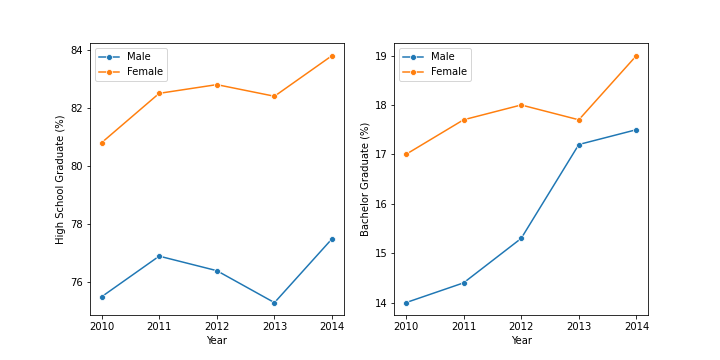 High School Graduate (%)
84
82
80
78
76
Male
Female
2010 2011 2012 2013 2014
Year
Bachelor Graduate (%)
19
18
17
16
15
14
Male
Female
2010 2011 2012 2013 2014
Year